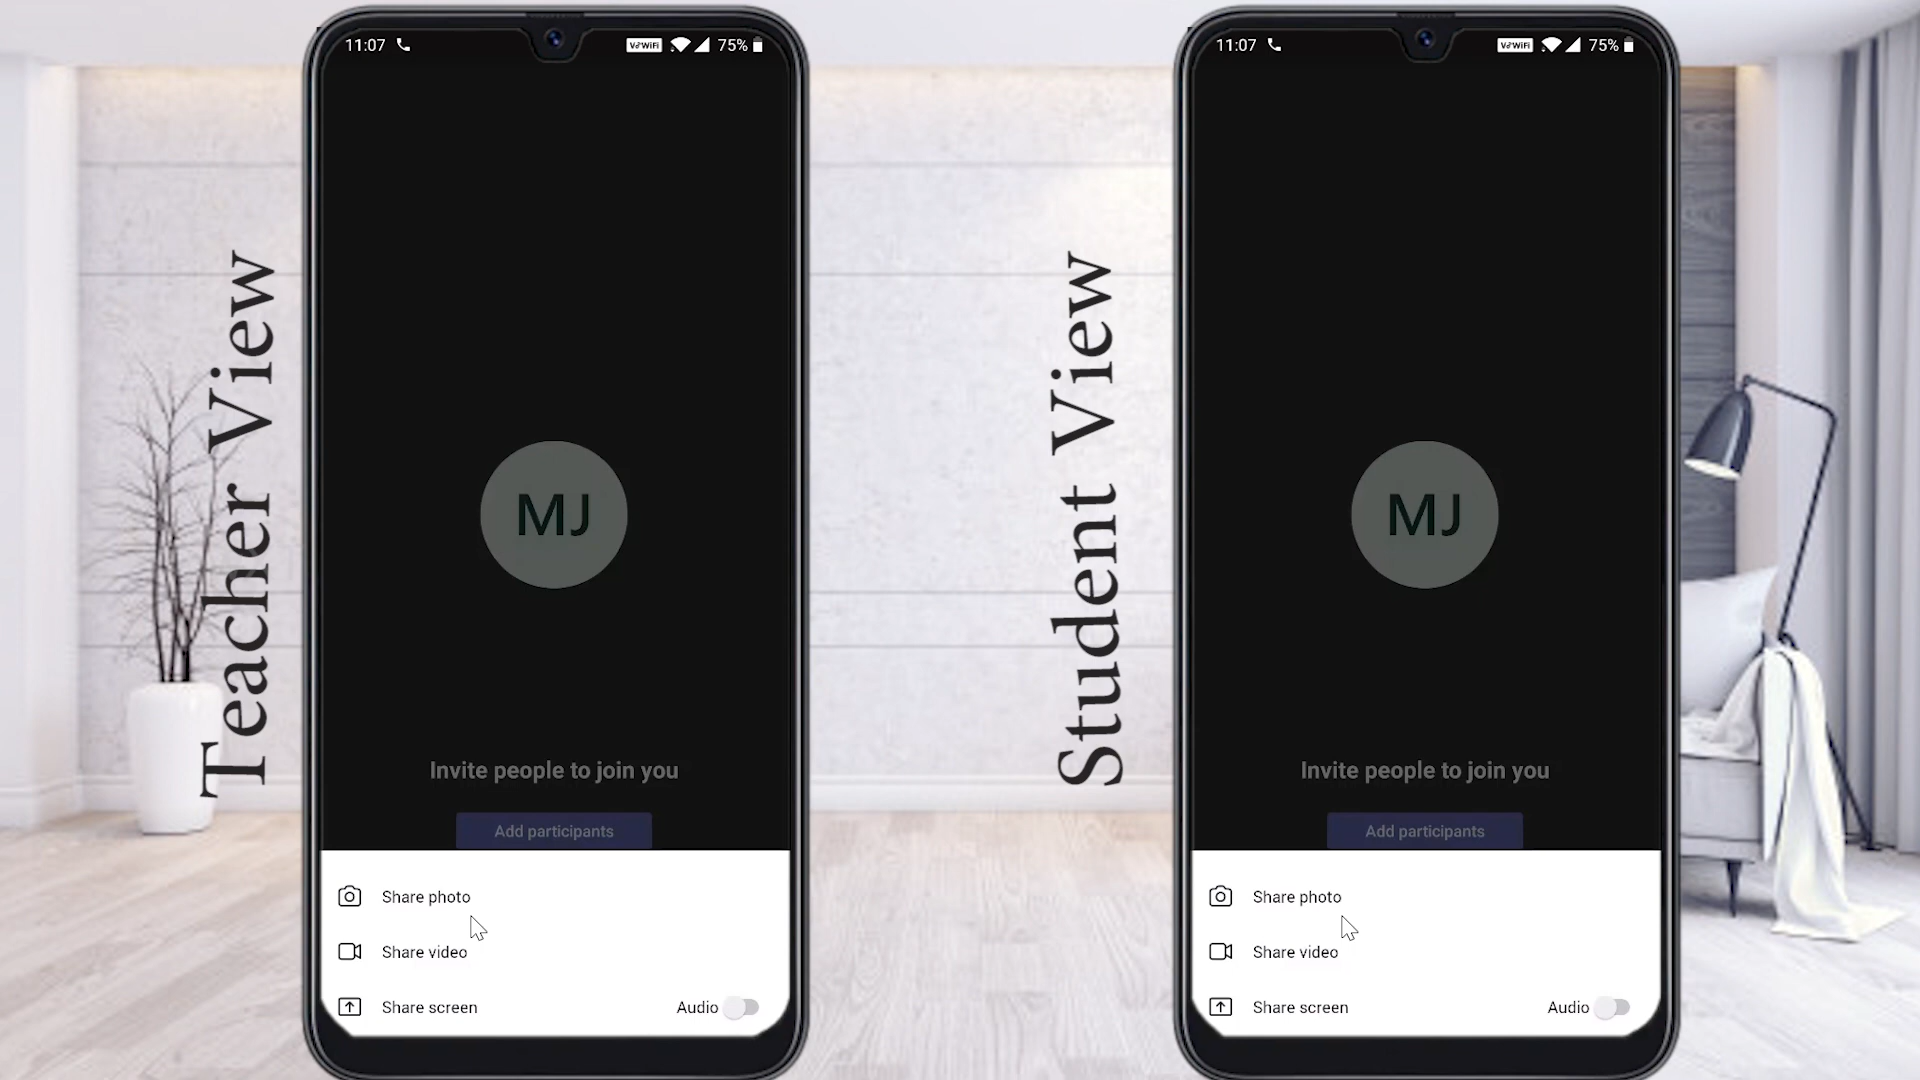 Teacher View
11:07
VoWiFi
75%
MJ
Invite people to join you
Add participants
Share photo
Share video
Share screen
Audio
Student View
11:07
VoWiFi
75%
MJ
Invite people to join you
Add participants
Share photo
Share video
Share screen
Audio